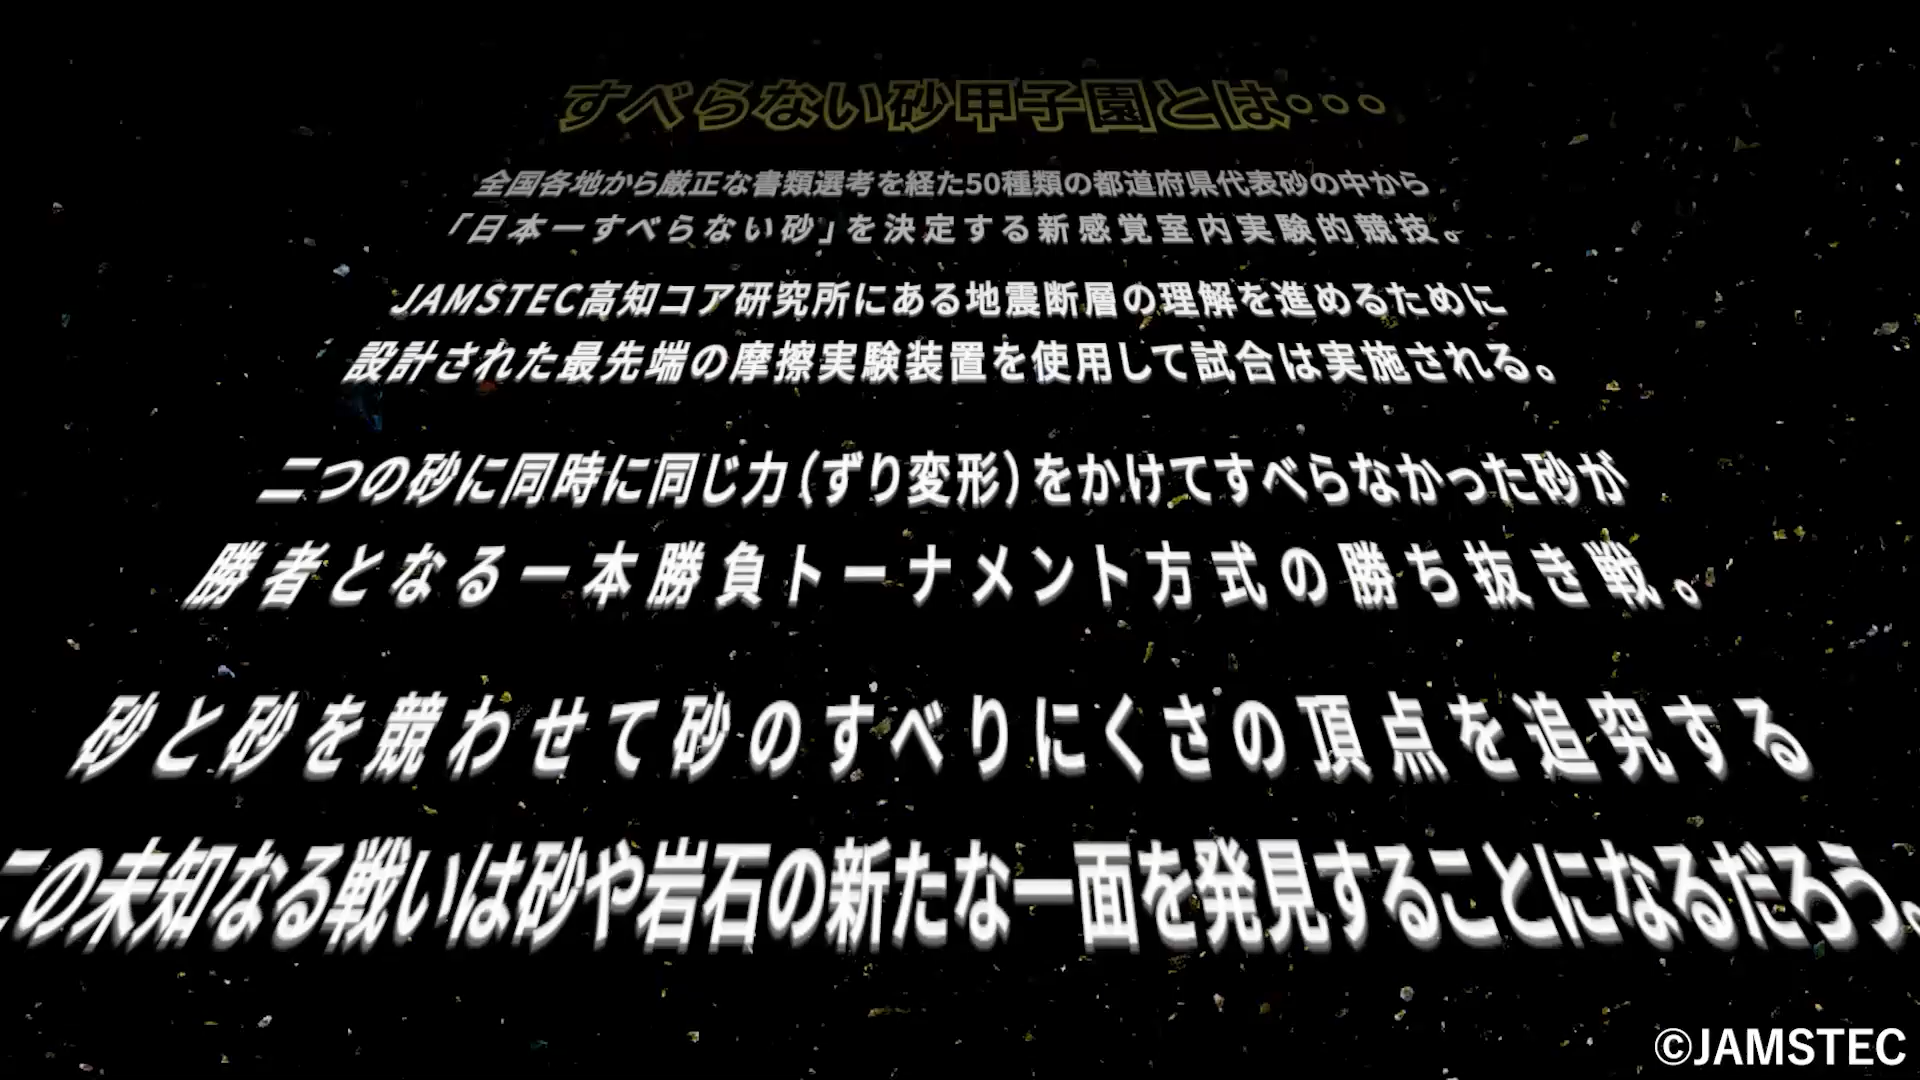 すべらない砂甲子園とは・・・
全国各地から厳正な書類選考を経た50種類の都道府県代表砂の中から
「日本一すべらない砂」を決定する新感覚室内実験的競技。
JAMSTEC高知コア研究所にある地震断層の理解を進めるために
設計された最先端の摩擦実験装置を使用して試合は実施される。
二つの砂に同時に同じ力（ずり変形）をかけてすべらなかった砂が
勝者となる一本勝負トーナメント方式の勝ち抜き戦。
砂と砂を競わせて砂のすべりにくさの頂点を追究する
この未知なる戦いは砂や岩石の新たな一面を発見することになるだろう。
©JAMSTEC